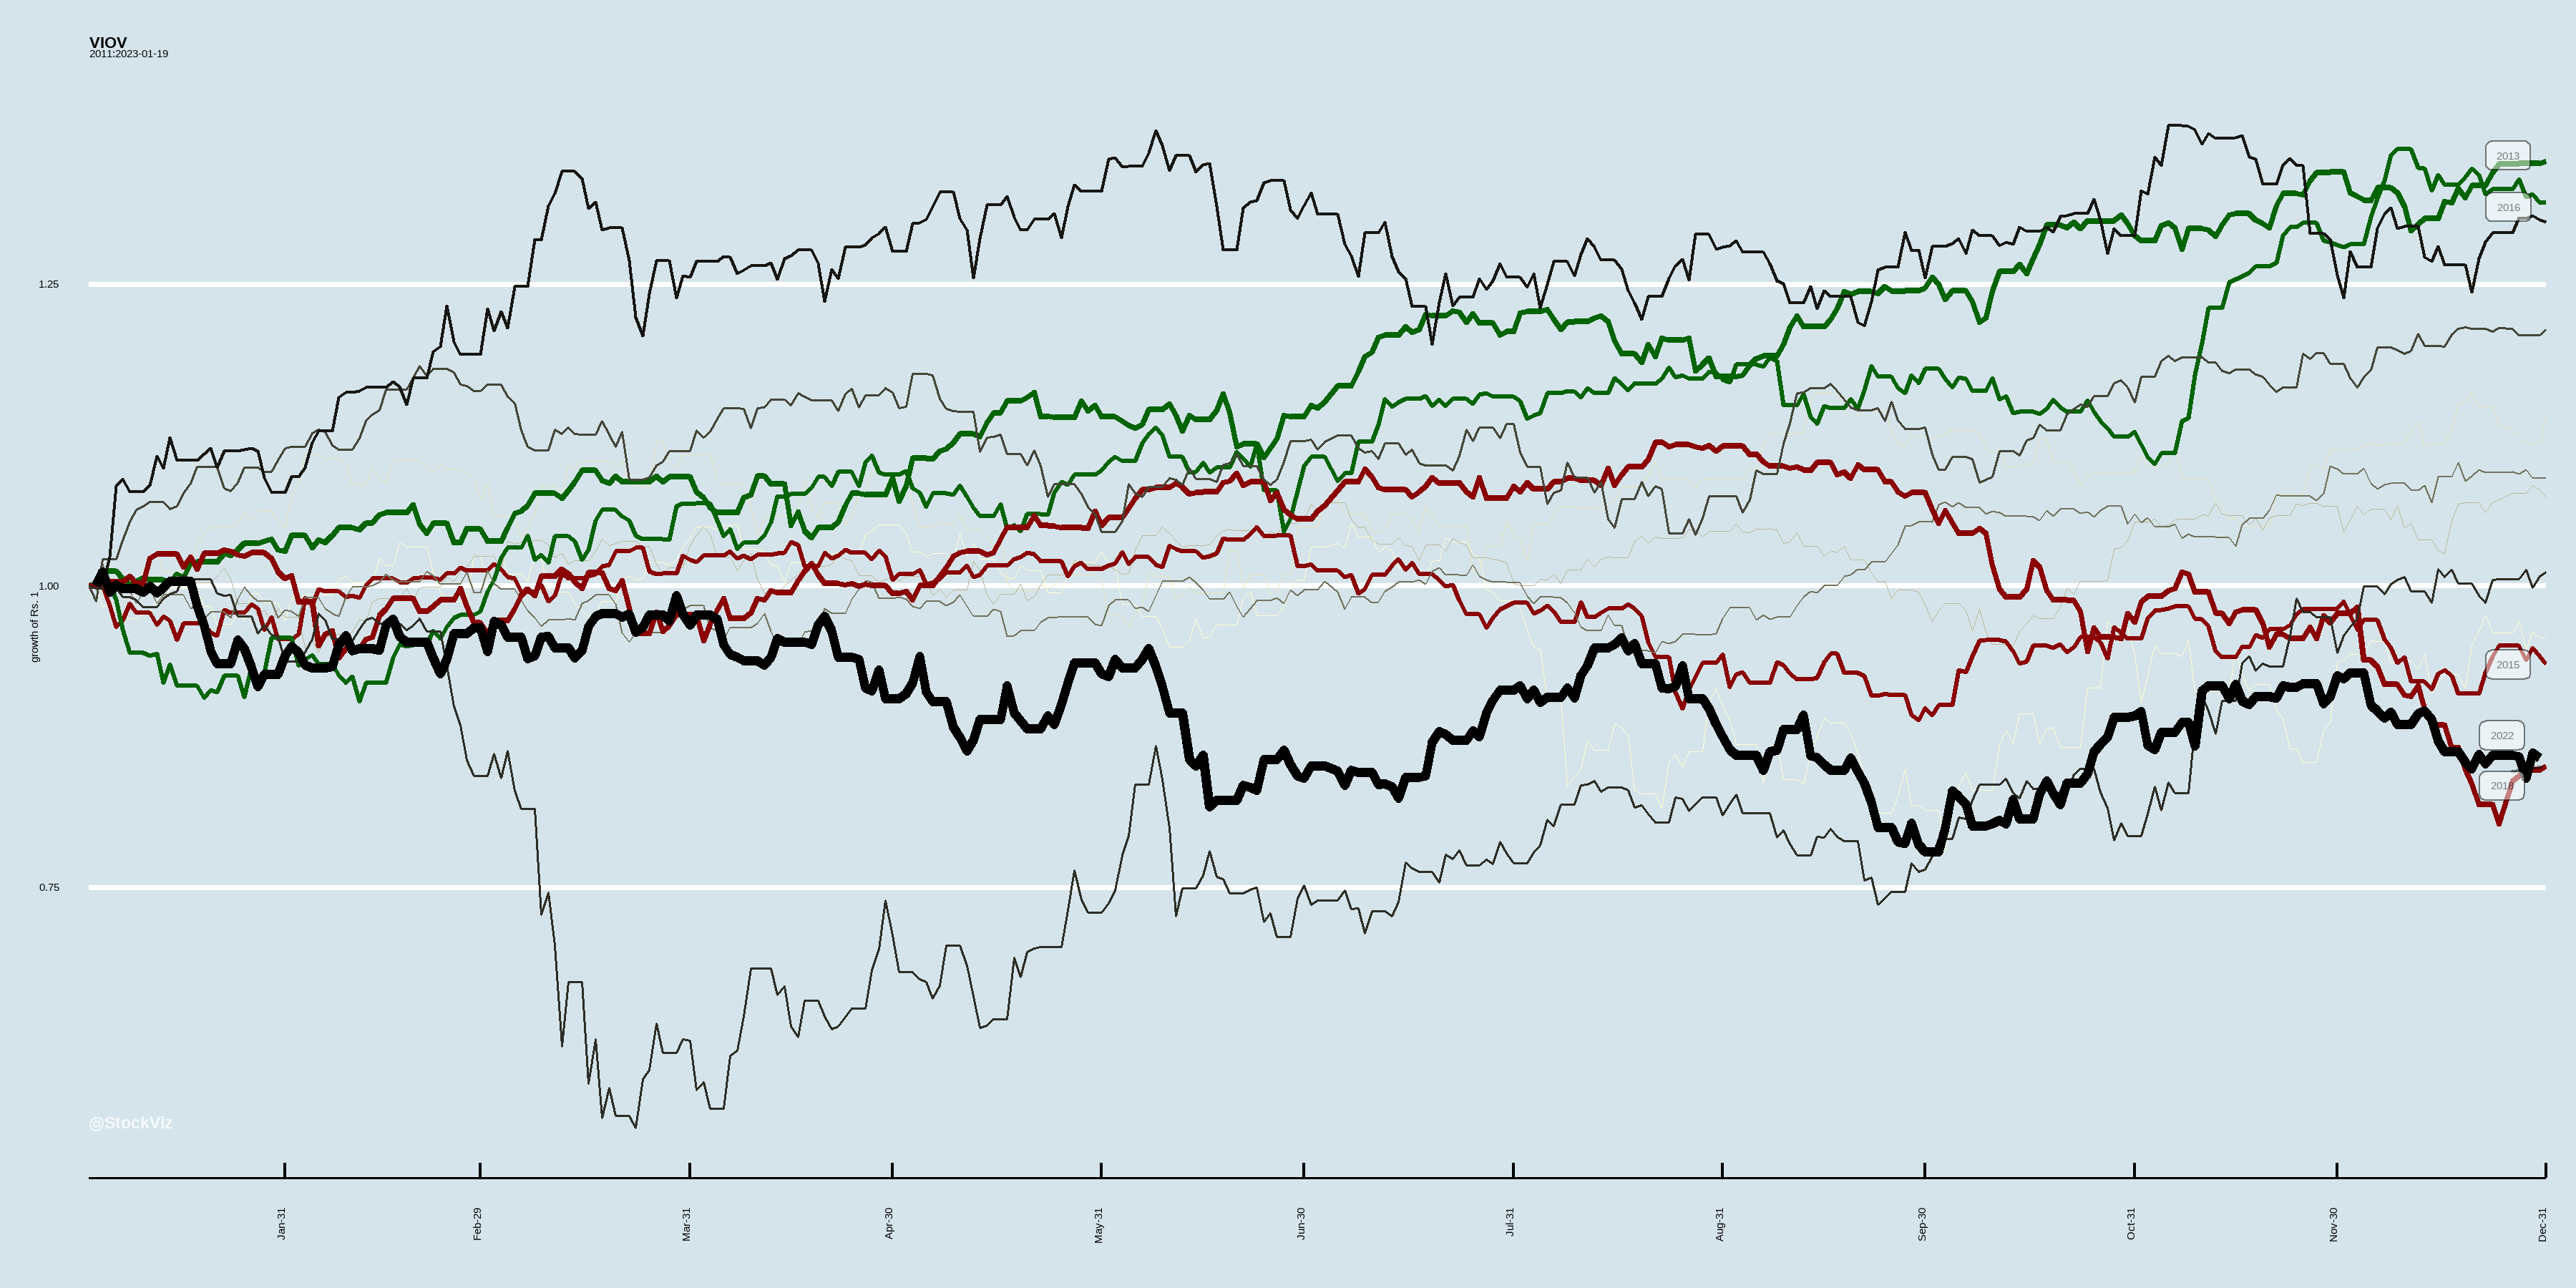 VIOV
2011:2023-01-19
2013
2016
1.25
1.00
growth of Rs. 1
2015
2022
2018
0.75
@StockViz
Jan-31
Feb-29
Mar-31
Apr-30
May-31
Jun-30
Jul-31
Aug-31
Sep-30
Oct-31
Nov-30
Dec-31